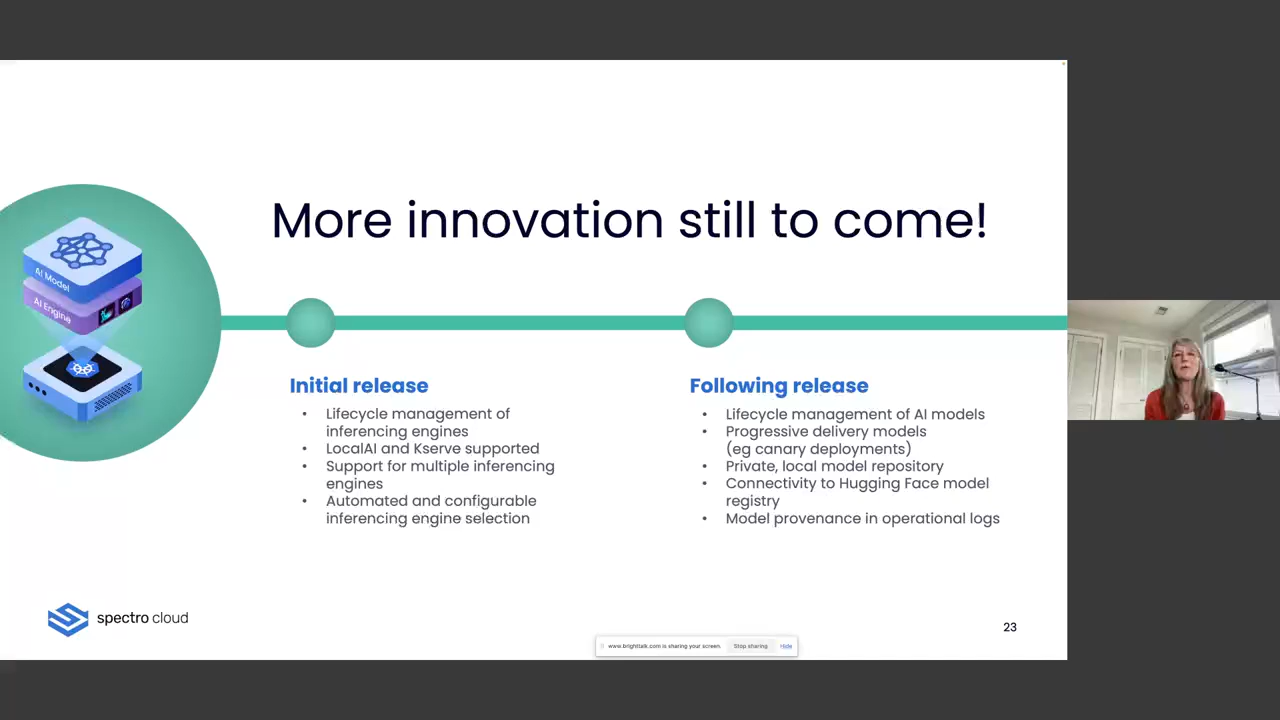 More innovation still to come!
AI Model
AI Engine
Initial release
• Lifecycle management of
inferencing engines
• LocalAI and Kserve supported
• Support for multiple inferencing
engines
• Automated and configurable
inferencing engine selection
Following release
• Lifecycle management of AI models
• Progressive delivery models
(eg canary deployments)
• Private, local model repository
• Connectivity to Hugging Face model
registry
• Model provenance in operational logs
spectro cloud
23
www.brighttalk.com is sharing your screen. Stop sharing Hide